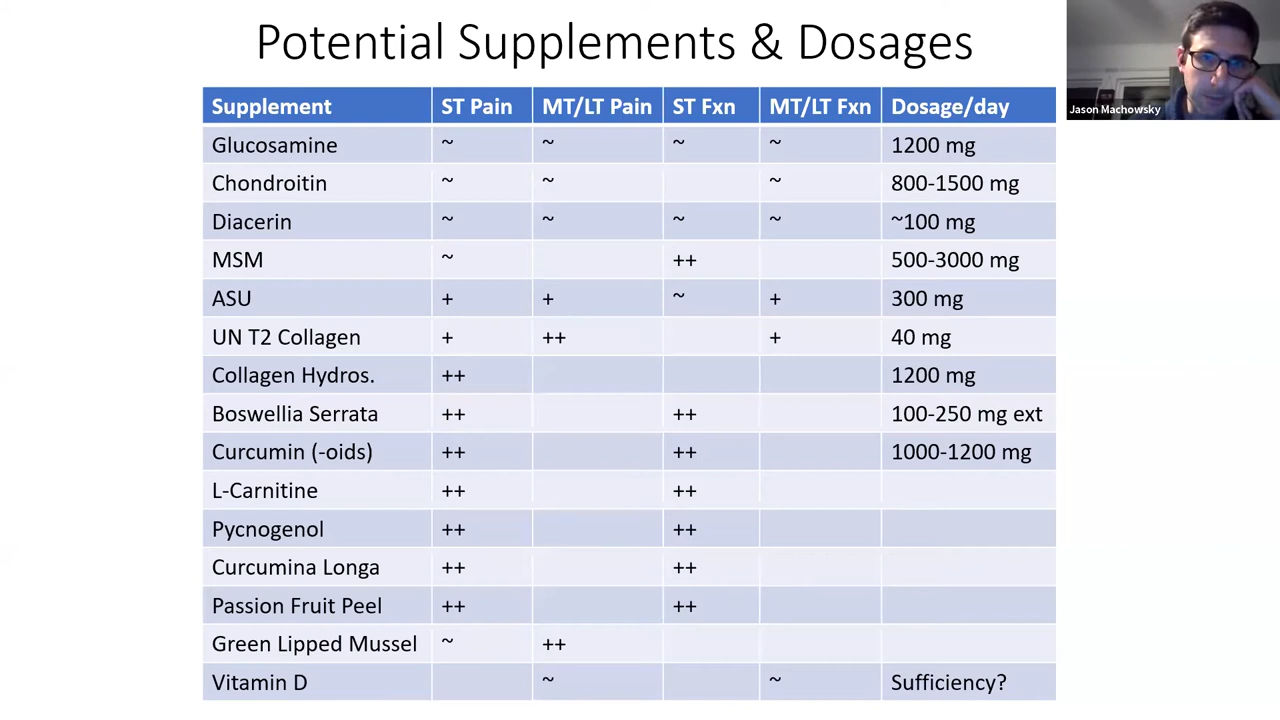 Potential Supplements & Dosages
Jason Machowsky
Supplement ST Pain MT/LT Pain ST Fxn MT/LT Fxn Dosage/day
Glucosamine ~ ~ ~ ~ 1200 mg
Chondroitin ~ ~ ~ 800-1500 mg
Diacerin ~ ~ ~ ~ ~100 mg
MSM ~ ++ 500-3000 mg
ASU + + ~ + 300 mg
UN T2 Collagen + ++ + 40 mg
Collagen Hydros. ++ 1200 mg
Boswellia Serrata ++ ++ 100-250 mg ext
Curcumin (-oids) ++ ++ 1000-1200 mg
L-Carnitine ++ ++
Pycnogenol ++ ++
Curcumina Longa ++ ++
Passion Fruit Peel ++ ++
Green Lipped Mussel ~ ++
Vitamin D ~ ~ Sufficiency?